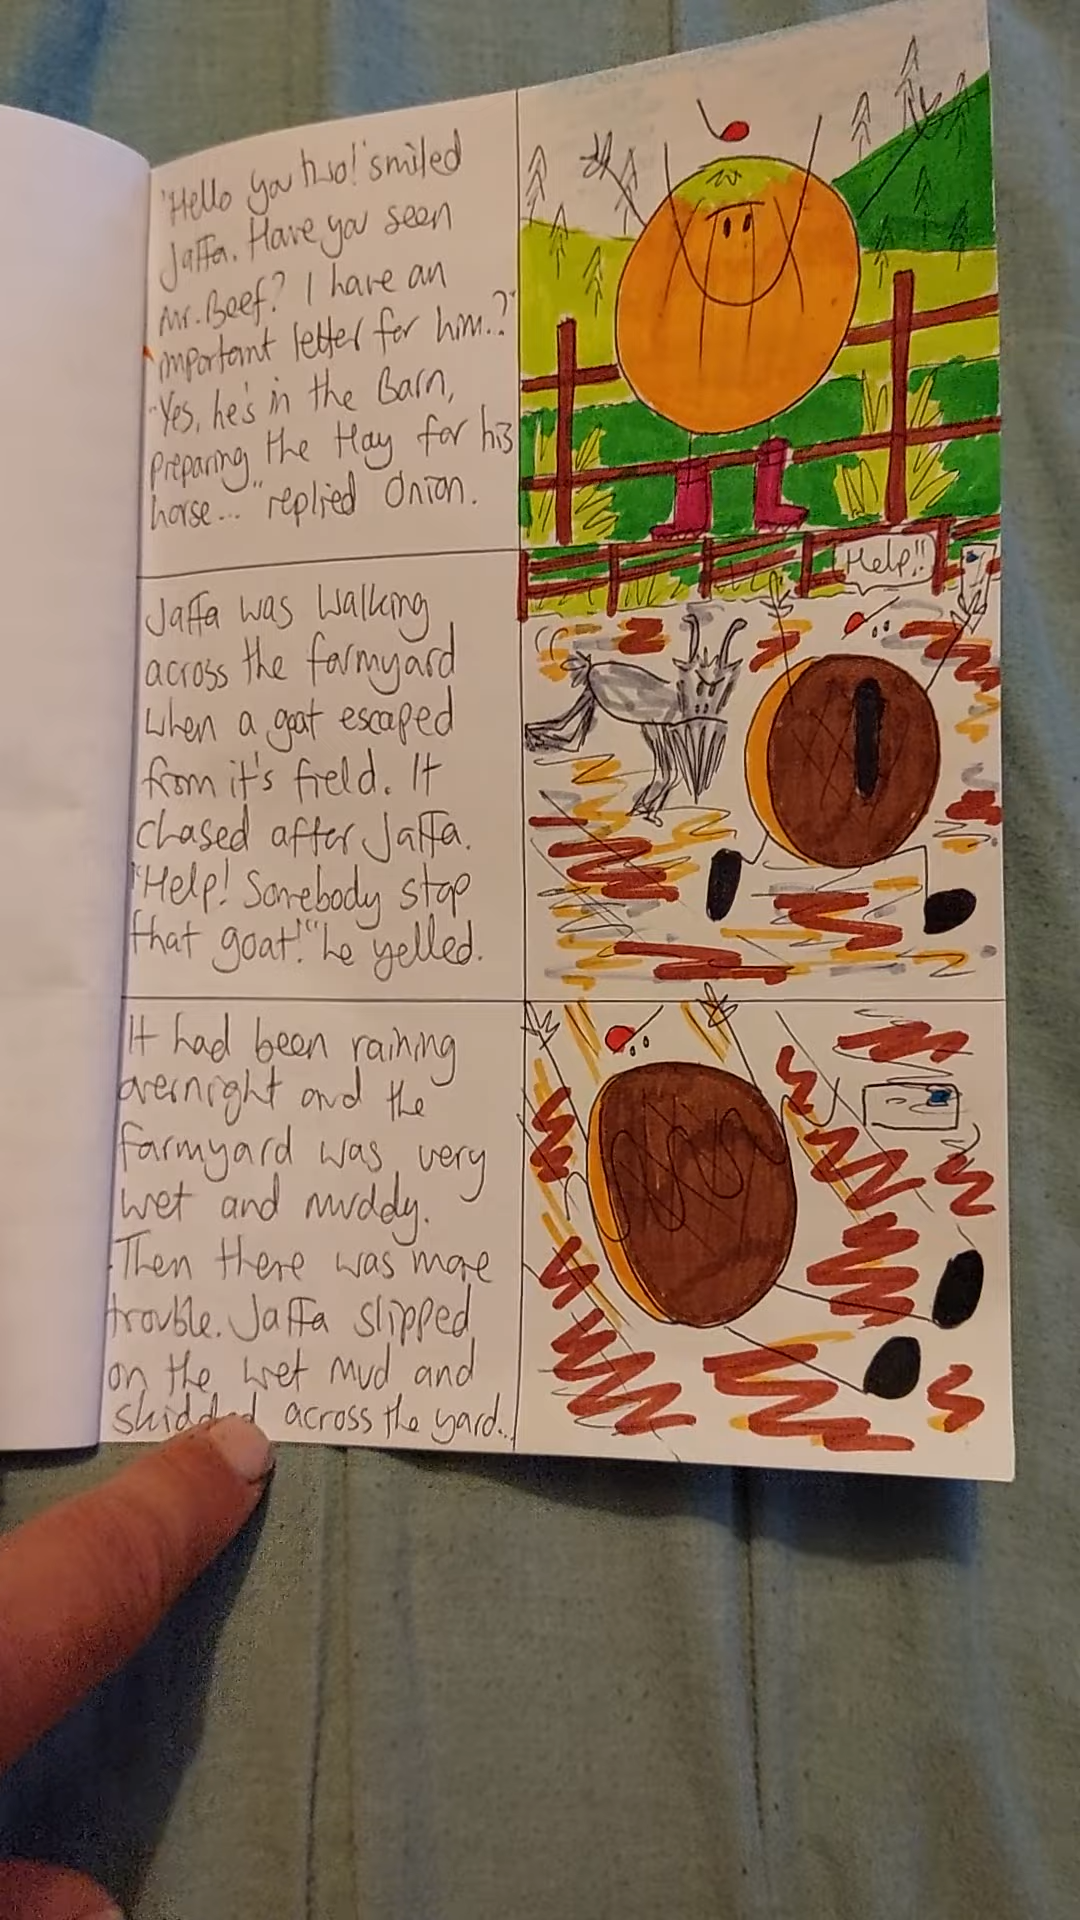 'Hello you two!' smiled
Jaffa. Have you seen
Mr. Beef? I have an
important letter for him.?"
"Yes, he's in the Barn,
preparing the Hay for his
horse..." replied Onion.
Help!!
Jaffa was walking
across the farmyard
when a goat escaped
from it's field. It
chased after Jaffa.
"Help! Somebody stop
that goat!" he yelled.
It had been raining
overnight and the
farmyard was very
wet and muddy.
Then there was more
trouble. Jaffa slipped
on the wet mud and
skidded across the yard...